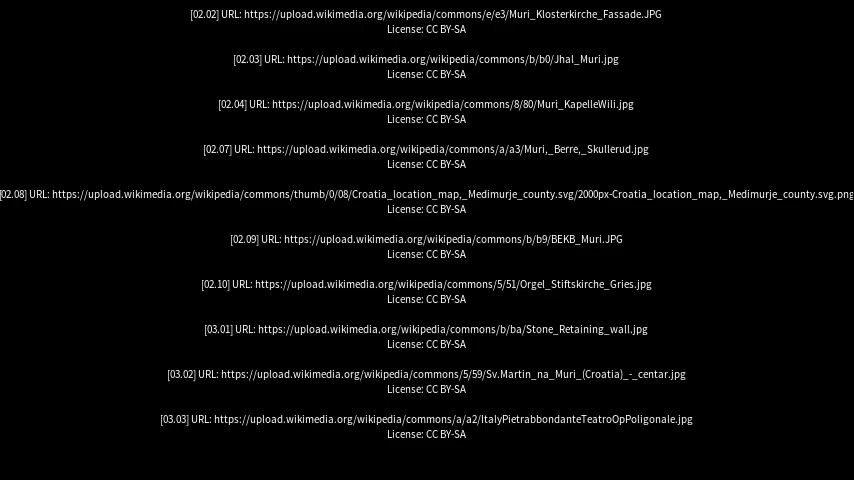 [02.02] URL: https://upload.wikimedia.org/wikipedia/commons/e/e3/Muri_Klosterkirche_Fassade.JPG
License: CC BY-SA
[02.03] URL: https://upload.wikimedia.org/wikipedia/commons/b/b0/Jhal_Muri.jpg
License: CC BY-SA
[02.04] URL: https://upload.wikimedia.org/wikipedia/commons/8/80/Muri_KapelleWili.jpg
License: CC BY-SA
[02.07] URL: https://upload.wikimedia.org/wikipedia/commons/a/a3/Muri,_Berre,_Skullerud.jpg
License: CC BY-SA
[02.08] URL: https://upload.wikimedia.org/wikipedia/commons/thumb/0/08/Croatia_location_map,_Medimurje_county.svg/2000px-Croatia_location_map,_Medimurje_county.svg.png
License: CC BY-SA
[02.09] URL: https://upload.wikimedia.org/wikipedia/commons/b/b9/BEKB_Muri.JPG
License: CC BY-SA
[02.10] URL: https://upload.wikimedia.org/wikipedia/commons/5/51/Orgel_Stiftskirche_Gries.jpg
License: CC BY-SA
[03.01] URL: https://upload.wikimedia.org/wikipedia/commons/b/ba/Stone_Retaining_wall.jpg
License: CC BY-SA
[03.02] URL: https://upload.wikimedia.org/wikipedia/commons/5/59/Sv.Martin_na_Muri_(Croatia)_-_centar.jpg
License: CC BY-SA
[03.03] URL: https://upload.wikimedia.org/wikipedia/commons/a/a2/ItalyPietrabbondanteTeatroOpPoligonale.jpg
License: CC BY-SA